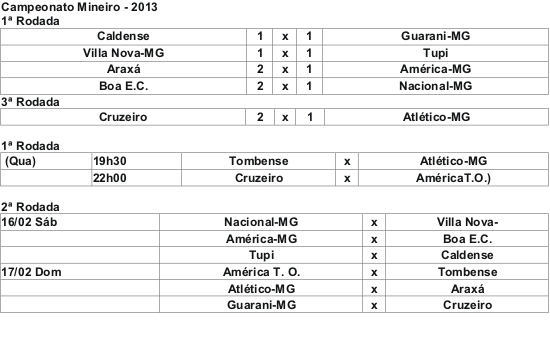 Campeonato Mineiro - 2013
1ª Rodada
Caldense 1 x 1 Guarani-MG
Villa Nova-MG 1 x 1 Tupi
Araxá 2 x 1 América-MG
Boa E.C. 2 x 1 Nacional-MG
3ª Rodada
Cruzeiro 2 x 1 Atlético-MG
1ª Rodada
(Qua) 19h30 Tombense x Atlético-MG
22h00 Cruzeiro x AméricaT.O.)
2ª Rodada
16/02 Sáb Nacional-MG x Villa Nova-
América-MG x Boa E.C.
Tupi x Caldense
17/02 Dom América T. O. x Tombense
Atlético-MG x Araxá
Guarani-MG x Cruzeiro